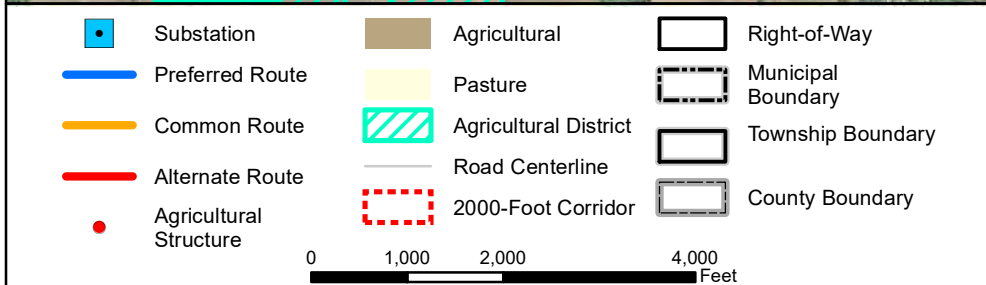 Substation
Preferred Route
Common Route
Alternate Route
Agricultural
Structure
Agricultural
Pasture
Agricultural District
Road Centerline
2000-Foot Corridor
Right-of-Way
Municipal
Boundary
Township Boundary
County Boundary
0 1,000 2,000 4,000
Feet